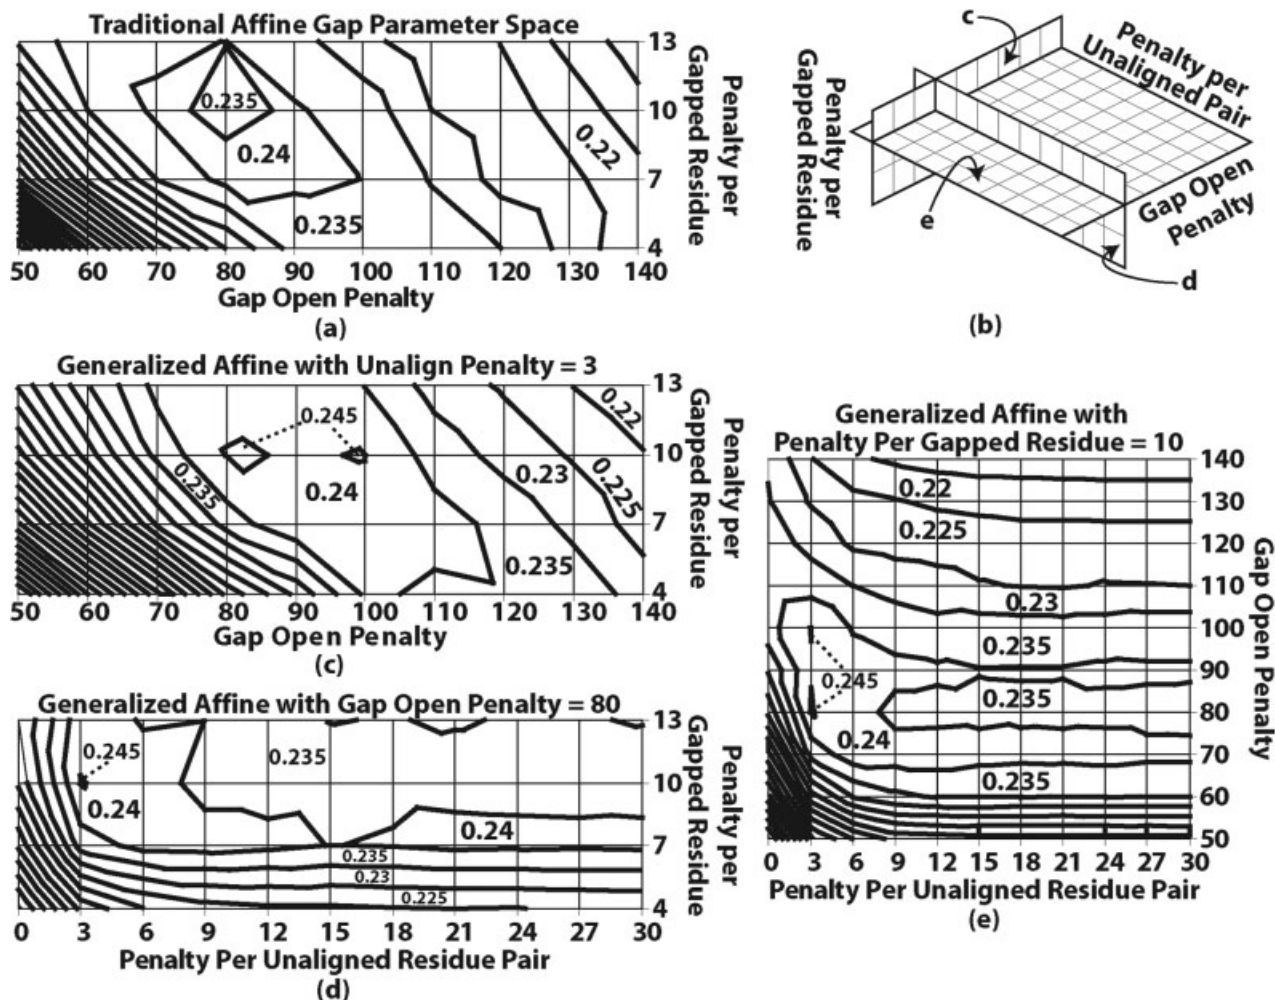 Traditional Affine Gap Parameter Space
0.235
0.24
0.235
0.22
13
10
7
4
Penalty per
Gapped Residue
50 60 70 80 90 100 110 120 130 140
Gap Open Penalty
(a)
c
Penalty per
Unaligned Pair
Penalty per
Gapped Residue
e
Gap Open
Penalty
d
(b)
Generalized Affine with Unalign Penalty = 3
0.245
0.22
0.235
0.24
0.23
0.225
0.235
13
10
7
4
Penalty per
Gapped Residue
50 60 70 80 90 100 110 120 130 140
Gap Open Penalty
(c)
Generalized Affine with Gap Open Penalty = 80
0.245
0.235
0.24
0.24
0.235
0.23
0.225
13
10
7
4
Penalty per
Gapped Residue
0 3 6 9 12 15 18 21 24 27 30
Penalty Per Unaligned Residue Pair
(d)
Generalized Affine with
Penalty Per Gapped Residue = 10
0.22
0.225
0.23
0.235
0.245
0.235
0.24
0.235
140
130
120
110
100
90
80
70
60
50
Gap Open Penalty
0 3 6 9 12 15 18 21 24 27 30
Penalty Per Unaligned Residue Pair
(e)